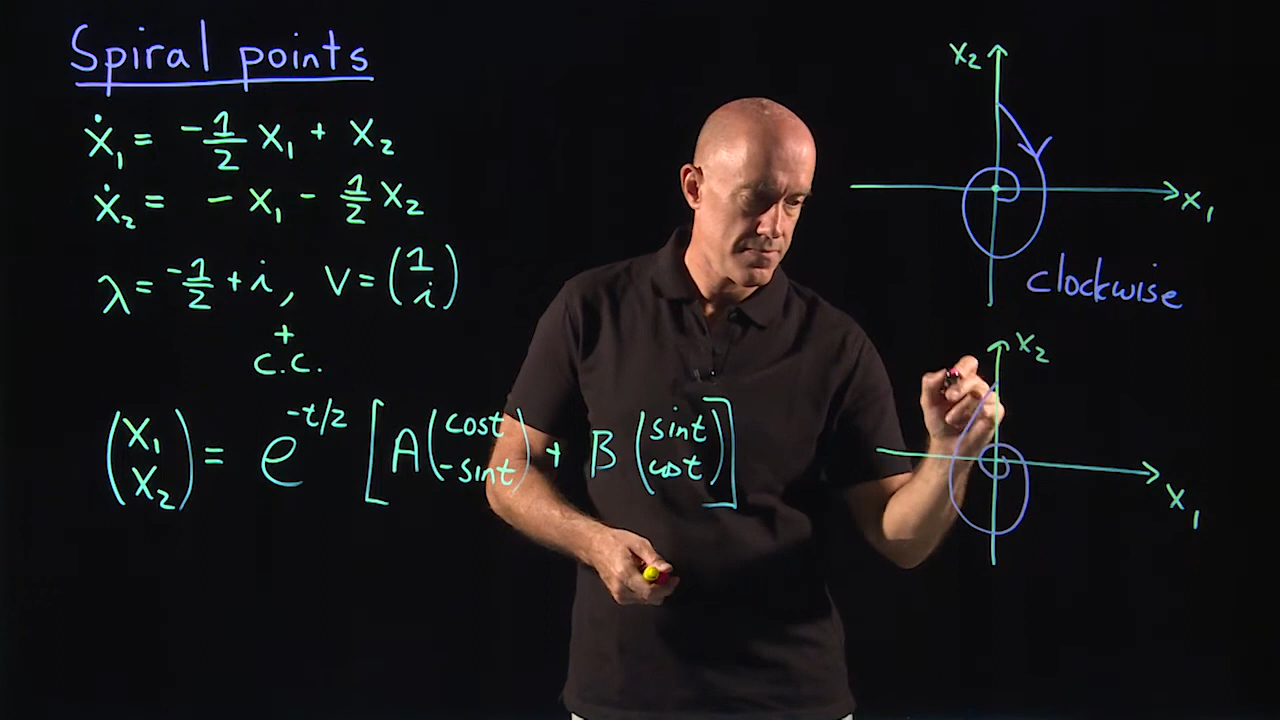 Spiral points
ẋ₁ = -1/2 x₁ + x₂
ẋ₂ = - x₁ - 1/2 x₂
λ = -1/2 + i, v = (1 i)
+
c.c.
(x₁ x₂) = e^(-t/2) [A (cost -sint) + B (sint cost)]
x₂
x₁
clockwise
x₂
x₁